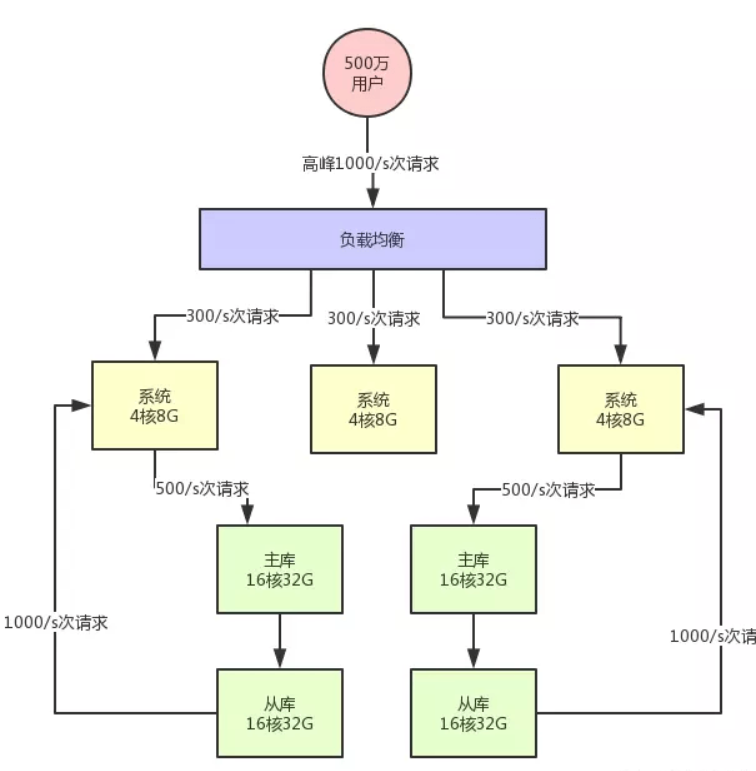 500万
用户
高峰1000/s次请求
负载均衡
300/s次请求
300/s次请求
300/s次请求
系统
4核8G
系统
4核8G
系统
4核8G
500/s次请求
500/s次请求
主库
16核32G
主库
16核32G
1000/s次请求
1000/s次请
从库
16核32G
从库
16核32G